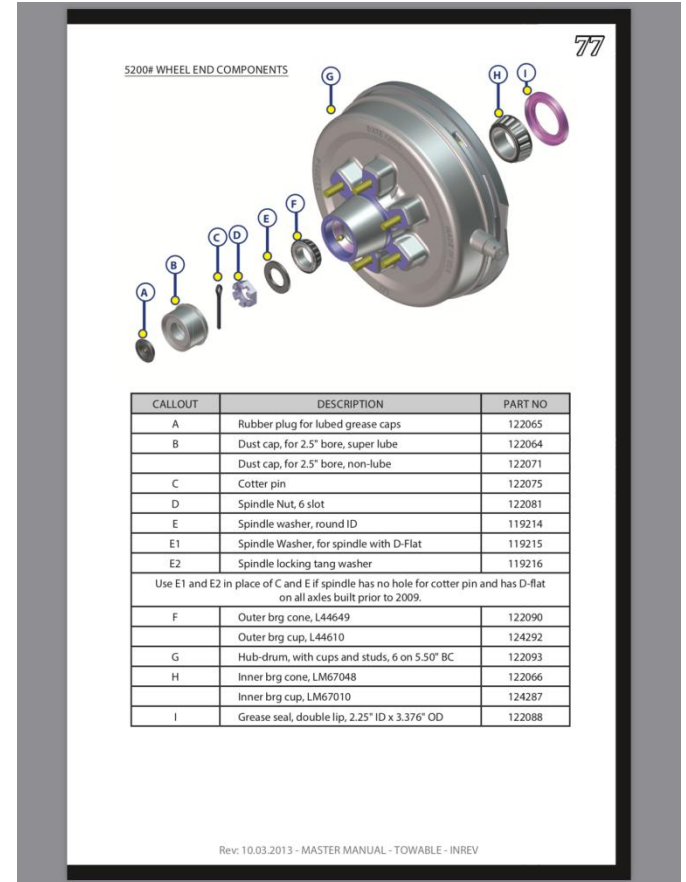 77
5200# WHEEL END COMPONENTS
G
H
I
F
E
C
D
B
A
CALLOUT DESCRIPTION PART NO
A Rubber plug for lubed grease caps 122065
B Dust cap, for 2.5" bore, super lube 122064
Dust cap, for 2.5" bore, non-lube 122071
C Cotter pin 122075
D Spindle Nut, 6 slot 122081
E Spindle washer, round ID 119214
E1 Spindle Washer, for spindle with D-Flat 119215
E2 Spindle locking tang washer 119216
Use E1 and E2 in place of C and E if spindle has no hole for cotter pin and has D-flat
on all axles built prior to 2009.
F Outer brg cone, L44649 122090
Outer brg cup, L44610 124292
G Hub-drum, with cups and studs, 6 on 5.50" BC 122093
H Inner brg cone, LM67048 122066
Inner brg cup, LM67010 124287
I Grease seal, double lip, 2.25" ID x 3.376" OD 122088
Rev: 10.03.2013 - MASTER MANUAL - TOWABLE - INREV